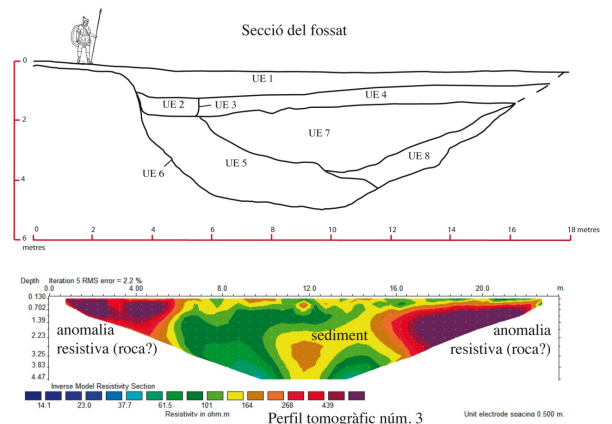 Secció del fossat
0
UE 1
UE 4
UE 2
UE 3
2
UE 7
UE 8
UE 5
UE 6
4
0 2 4 6 8 10 12 14 16 18 metres
6
metres
Depth Iteration 5 RMS error = 2.2 %
0.0 4.00 8.0 12.0 16.0 20.0 m.
0.130
0.702
1.39
2.23
3.25
3.83
4.47
anomalia
resistiva (roca?)
sediment
anomalia
resistiva (roca?)
Inverse Model Resistivity Section
14.1 23.0 37.7 61.5 101 164 268 439
Resistivity in ohm.m
Perfil tomogràfic núm. 3
Unit electrode spacing 0.500 m.